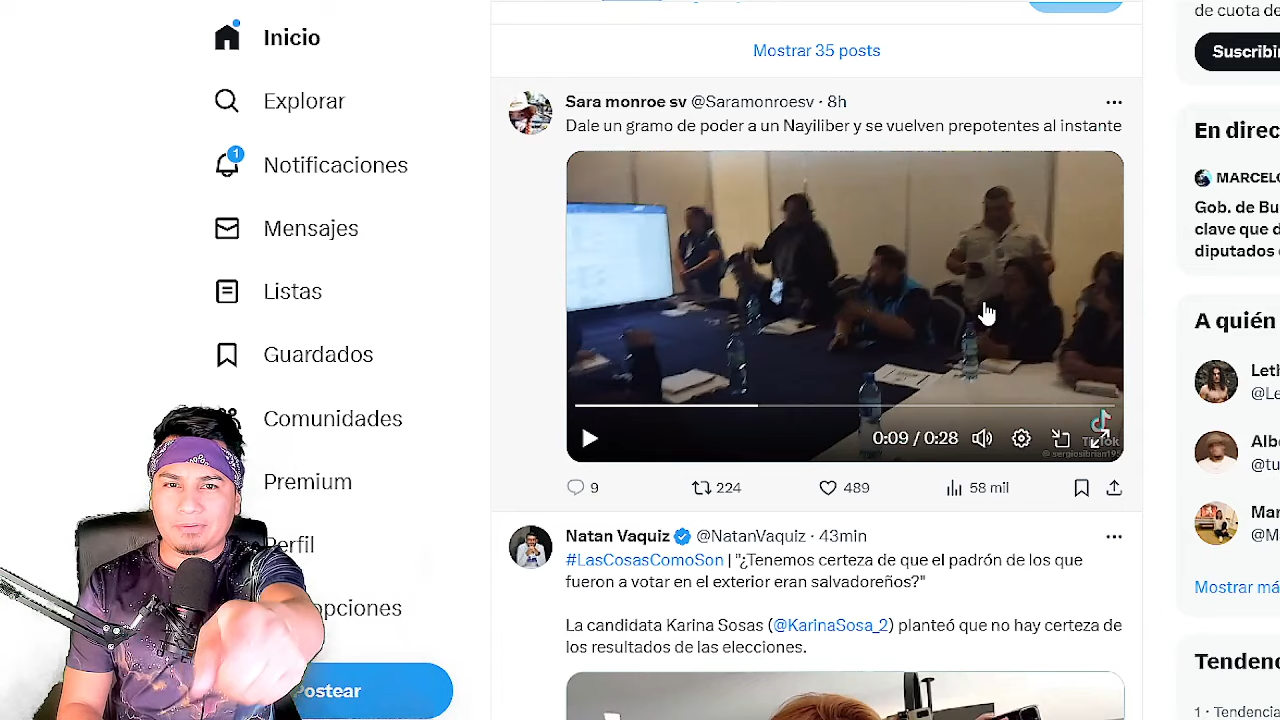 Inicio
Explorar
1
Notificaciones
Mensajes
Listas
Guardados
Comunidades
Premium
Perfil
opciones
Postear
Mostrar 35 posts
Sara monroe sv @Saramonroesv · 8h
Dale un gramo de poder a un Nayiliber y se vuelven prepotentes al instante
0:09 / 0:28
TikTok
@sergiosibrian195
9
224
489
58 mil
Natan Vaquiz @NatanVaquiz · 43min
#LasCosasComoSon | "¿Tenemos certeza de que el padrón de los que
fueron a votar en el exterior eran salvadoreños?"
La candidata Karina Sosas (@KarinaSosa_2) planteó que no hay certeza de
los resultados de las elecciones.
de cuota de
Suscribir
En direc
MARCELO
Gob. de Bu
clave que d
diputados
A quién
Leth
@Le
Albe
@tu
Mar
@M
Mostrar má
Tendenc
1 · Tendencia